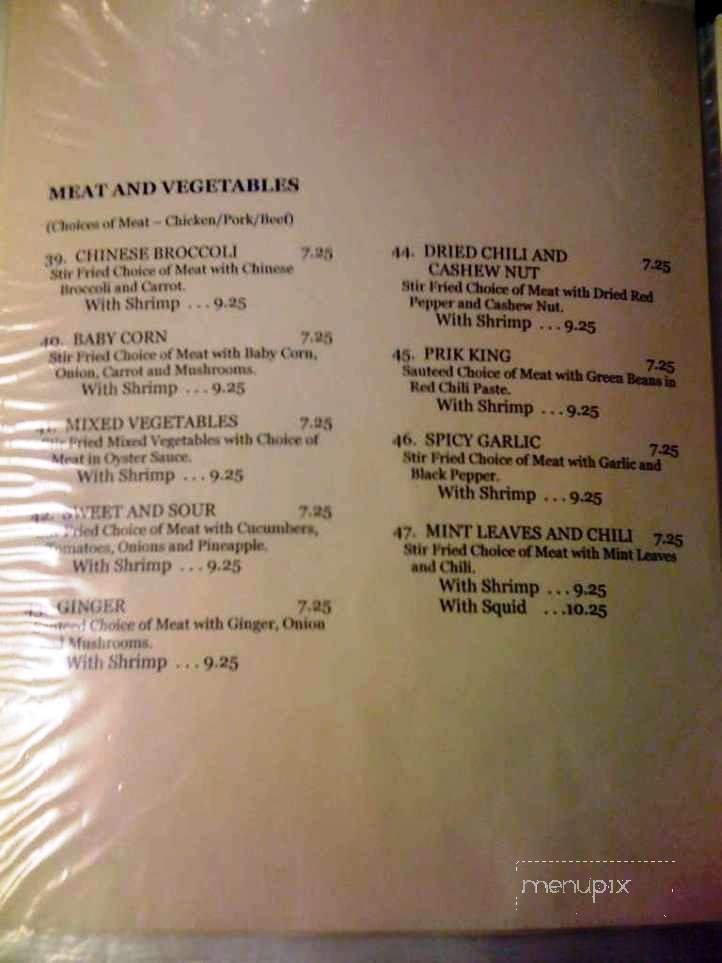 MEAT AND VEGETABLES
(Choices of Meat – Chicken/Pork/Beef)
39. CHINESE BROCCOLI 7.25
Stir Fried Choice of Meat with Chinese
Broccoli and Carrot.
With Shrimp ... 9.25
40. BABY CORN 7.25
Stir Fried Choice of Meat with Baby Corn,
Onion, Carrot and Mushrooms.
With Shrimp ... 9.25
MIXED VEGETABLES 7.25
Stir Fried Mixed Vegetables with Choice of
Meat in Oyster Sauce.
With Shrimp ... 9.25
42. SWEET AND SOUR 7.25
Fried Choice of Meat with Cucumbers,
Tomatoes, Onions and Pineapple.
With Shrimp ... 9.25
43. GINGER 7.25
Sauteed Choice of Meat with Ginger, Onion
and Mushrooms.
With Shrimp ... 9.25
44. DRIED CHILI AND
CASHEW NUT 7.25
Stir Fried Choice of Meat with Dried Red
Pepper and Cashew Nut.
With Shrimp ... 9.25
45. PRIK KING 7.25
Sauteed Choice of Meat with Green Beans in
Red Chili Paste.
With Shrimp ... 9.25
46. SPICY GARLIC 7.25
Stir Fried Choice of Meat with Garlic and
Black Pepper.
With Shrimp ... 9.25
47. MINT LEAVES AND CHILI 7.25
Stir Fried Choice of Meat with Mint Leaves
and Chili.
With Shrimp ... 9.25
With Squid ...10.25
menupix